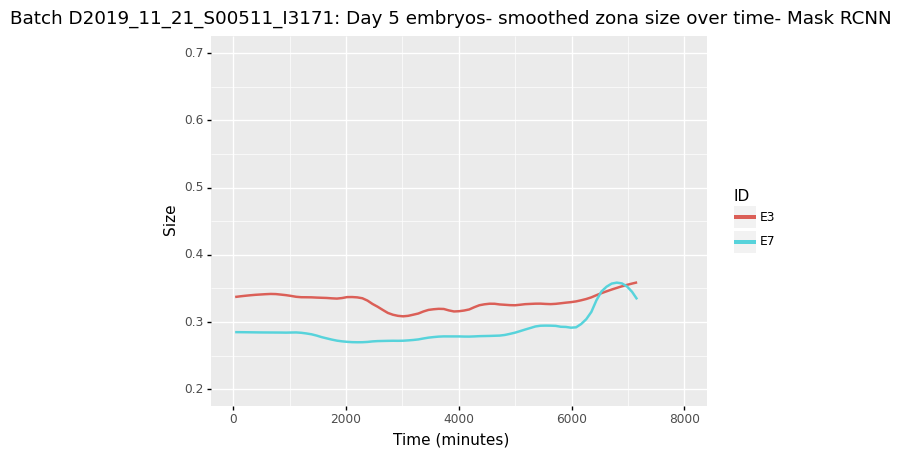 Batch D2019_11_21_S00511_I3171: Day 5 embryos- smoothed zona size over time- Mask RCNN
0.7
0.6
0.5
0.4
0.3
0.2
Size
0 2000 4000 6000 8000
Time (minutes)
ID
E3
E7